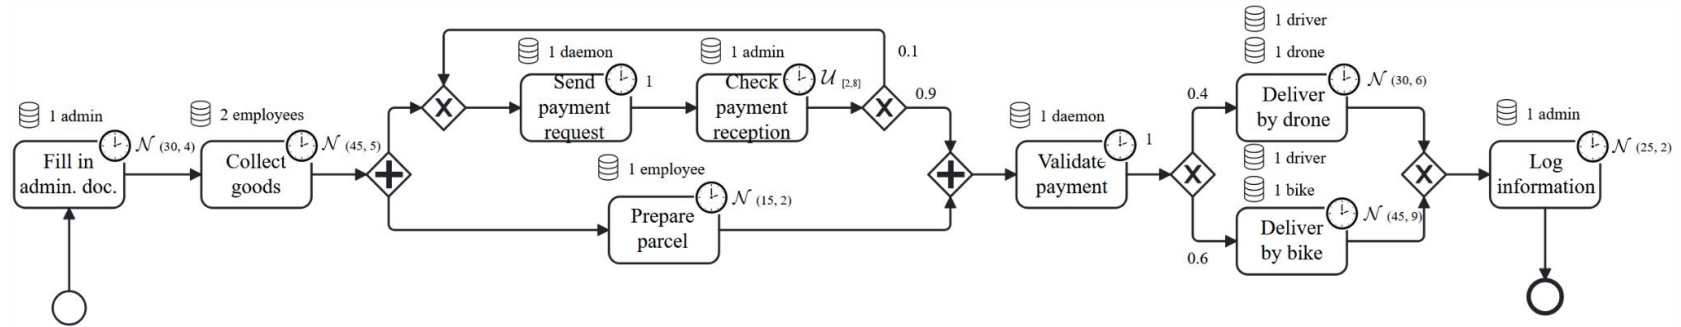 1 admin
𝒩 (30, 4)
Fill in
admin. doc.
2 employees
𝒩 (45, 5)
Collect
goods
1 daemon
1
Send
payment
request
1 admin
𝒰 [2,8]
Check
payment
reception
0.1
0.9
1 employee
𝒩 (15, 2)
Prepare
parcel
1 daemon
1
Validate
payment
0.4
0.6
1 driver
1 drone
𝒩 (30, 6)
Deliver
by drone
1 driver
1 bike
𝒩 (45, 9)
Deliver
by bike
1 admin
𝒩 (25, 2)
Log
information